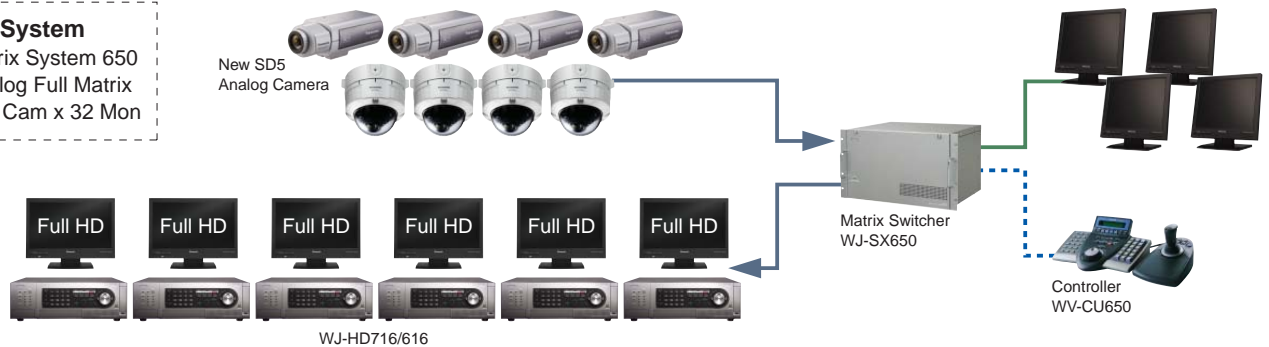 System
rix System 650
log Full Matrix
Cam x 32 Mon
New SD5
Analog Camera
Full HD
Full HD
Full HD
Full HD
Full HD
Full HD
WJ-HD716/616
Matrix Switcher
WJ-SX650
Controller
WV-CU650